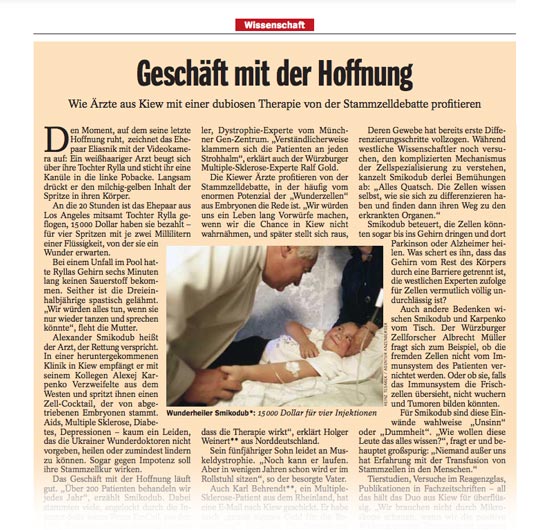 Wissenschaft
Geschäft mit der Hoffnung
Wie Ärzte aus Kiew mit einer dubiosen Therapie von der Stammzelldebatte profitieren
Den Moment, auf dem seine letzte
Hoffnung ruht, zeichnet das Ehe-
paar Eliasnik mit der Videokame-
ra auf: Ein weißhaariger Arzt beugt sich
über ihre Tochter Rylla und sticht ihr eine
Kanüle in die linke Pobacke. Langsam
drückt er den milchig-gelben Inhalt der
Spritze in ihren Körper.
An die 20 Stunden ist das Ehepaar aus
Los Angeles mitsamt Tochter Rylla ge-
flogen, 15 000 Dollar haben sie bezahlt –
für vier Spritzen mit je zwei Millilitern
einer Flüssigkeit, von der sie ein
Wunder erwarten.
Bei einem Unfall im Pool hat-
te Ryllas Gehirn sechs Minuten
lang keinen Sauerstoff bekom-
men. Seither ist die Dreiein-
halbjährige spastisch gelähmt.
„Wir würden alles tun, wenn sie
nur wieder tanzen und sprechen
könnte“, fleht die Mutter.
Alexander Smikodub heißt
der Arzt, der Rettung verspricht.
In einer heruntergekommenen
Klinik in Kiew empfängt er mit
seinem Kollegen Alexej Kar-
penko Verzweifelte aus dem
Westen und spritzt ihnen einen
Zell-Cocktail, der von abge-
triebenen Embryonen stammt.
Aids, Multiple Sklerose, Diabe-
tes, Depressionen – kaum ein Leiden,
das die Ukrainer Wunderdoktoren nicht
vorgeben, heilen oder zumindest lindern
zu können. Sogar gegen Impotenz soll
ihre Stammzellkur wirken.
Das Geschäft mit der Hoffnung läuft
gut. „Über 200 Patienten behandeln wir
jedes Jahr“, erzählt Smikodub. Dabei
ler, Dystrophie-Experte vom Münch-
ner Gen-Zentrum. „Verständlicherweise
klammern sich die Patienten an jeden
Strohhalm“, erklärt auch der Würzburger
Multiple-Sklerose-Experte Ralf Gold.
Die Kiewer Ärzte profitieren von der
Stammzelldebatte, in der häufig vom
enormen Potenzial der „Wunderzellen“
aus Embryonen die Rede ist. „Wir würden
uns ein Leben lang Vorwürfe machen,
wenn wir die Chance in Kiew nicht
wahrnähmen, und später stellt sich raus,
Wunderheiler Smikodub*: 15 000 Dollar für vier Injektionen
dass die Therapie wirkt“, erklärt Holger
Weinert** aus Norddeutschland.
Sein fünfjähriger Sohn leidet an Mus-
keldystrophie. „Noch kann er laufen.
Aber in wenigen Jahren schon wird er im
Rollstuhl sitzen“, so der besorgte Vater.
Auch Karl Behrendt**, ein Multiple-
Sklerose-Patient aus dem Rheinland, hat
Deren Gewebe hat bereits erste Dif-
ferenzierungsschritte vollzogen. Während
westliche Wissenschaftler noch versu-
chen, den komplizierten Mechanismus
der Zellspezialisierung zu verstehen,
kanzelt Smikodub derlei Bemühungen
ab: „Alles Quatsch. Die Zellen wissen
selbst, wie sie sich zu differenzieren ha-
ben und finden dann ihren Weg zu den
erkrankten Organen.“
Smikodub beteuert, die Zellen könn-
ten sogar bis ins Gehirn dringen und dort
Parkinson oder Alzheimer hei-
len. Was schert es ihn, dass das
Gehirn vom Rest des Körpers
durch eine Barriere getrennt ist,
die westlichen Experten zufolge
für Zellen vermutlich völlig un-
durchlässig ist?
Auch andere Bedenken wi-
schen Smikodub und Karpenko
vom Tisch. Der Würzburger
Zellforscher Albrecht Müller
fragt sich zum Beispiel, ob die
fremden Zellen nicht vom Im-
munsystem des Patienten ver-
nichtet werden. Oder ob sie, falls
das Immunsystem die Frisch-
zellen übersieht, nicht wuchern
und Tumoren bilden könnten.
Für Smikodub sind diese Ein-
wände wahlweise „Unsinn“
oder „Dummheit“. „Wie wollen diese
Leute das alles wissen?“, fragt er und be-
hauptet großspurig: „Niemand außer uns
hat Erfahrung mit der Transfusion von
Stammzellen in den Menschen.“
Tierstudien, Versuche im Reagenzglas,
Publikationen in Fachzeitschriften – all
das hält das Duo aus Kiew für überflüs-